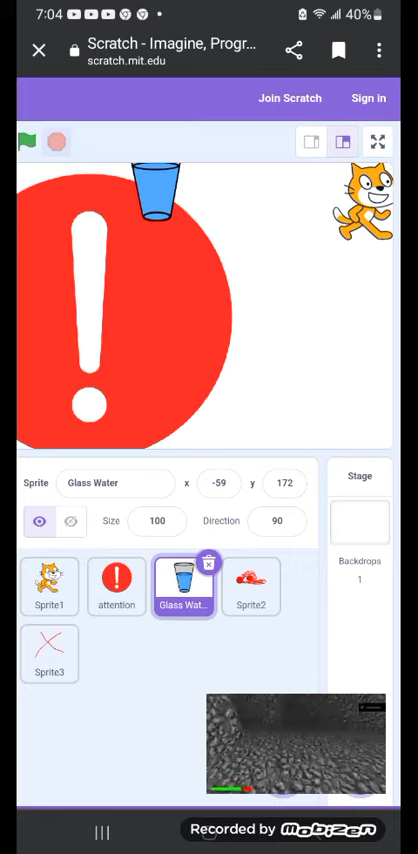 7:04
40%
Scratch - Imagine, Progr...
scratch.mit.edu
Join Scratch
Sign in
Sprite
Glass Water
x
-59
y
172
Size
100
Direction
90
Stage
Backdrops
1
Sprite1
attention
Glass Wat...
Sprite2
Sprite3
Recorded by mobizen